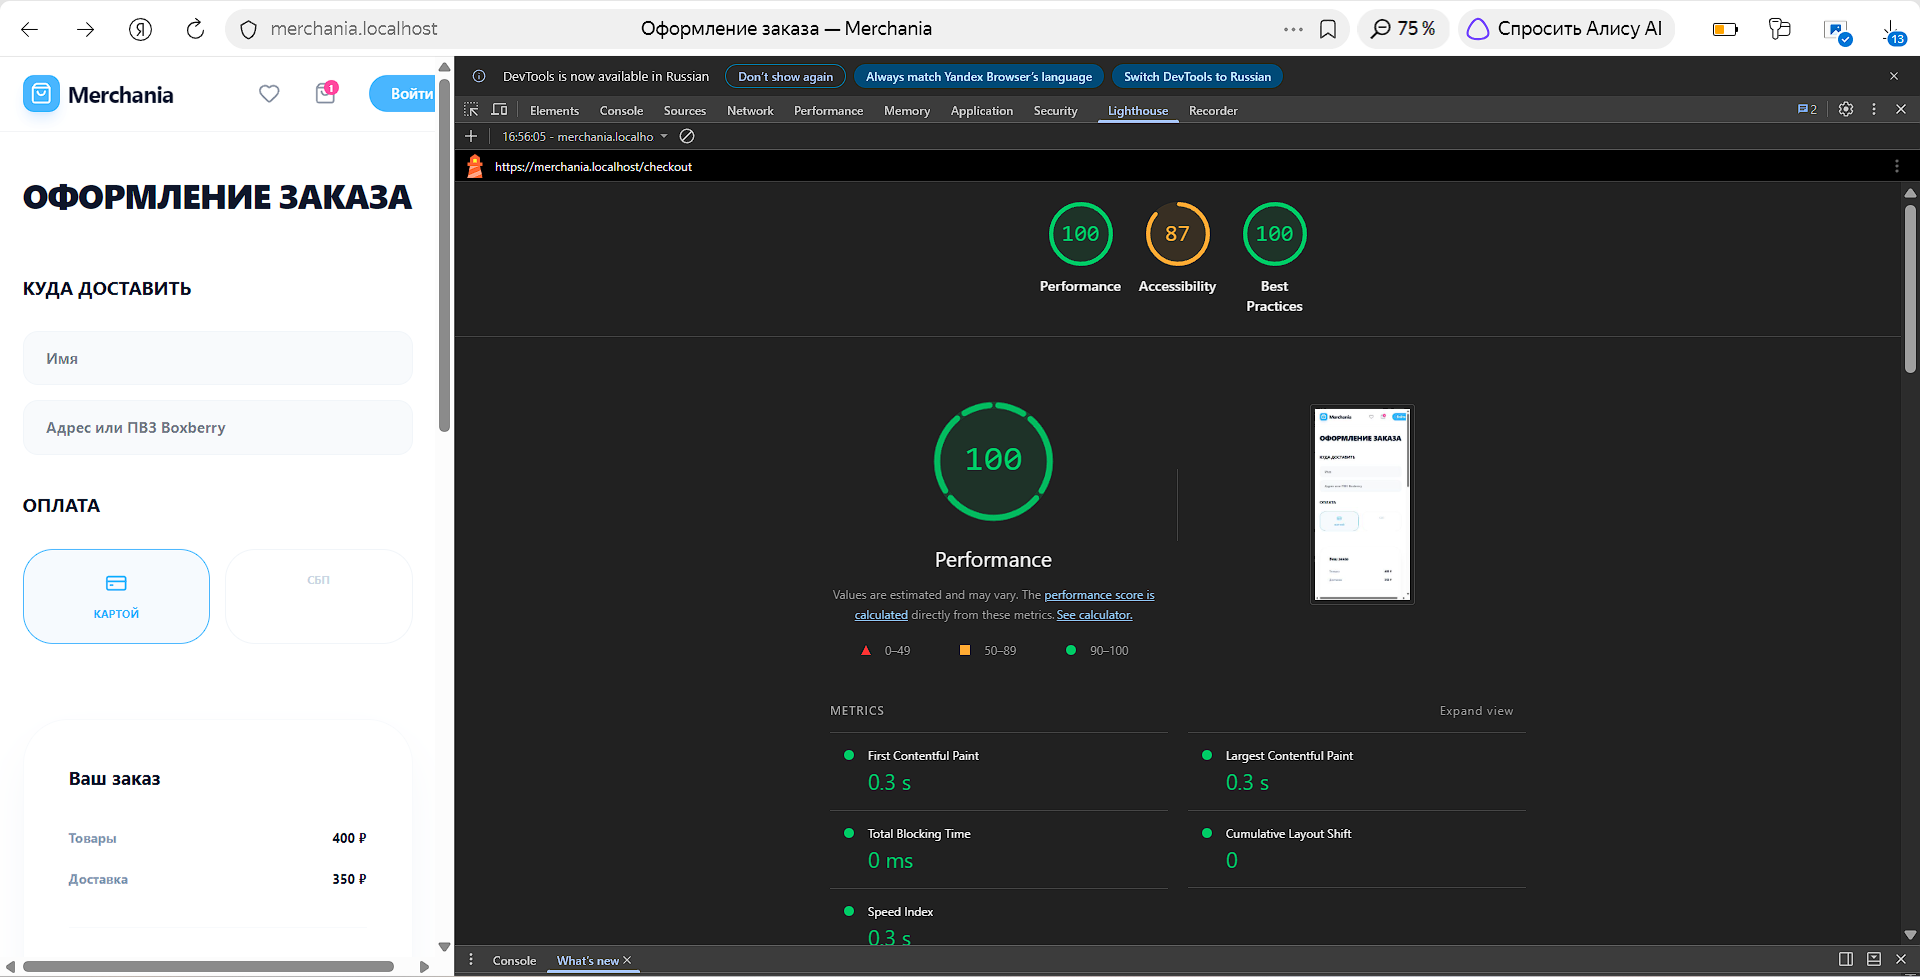 merchania.localhost
Оформление заказа — Merchania
75 %
Спросить Алису AI
13
Merchania
1
Войти
ОФОРМЛЕНИЕ ЗАКАЗА
КУДА ДОСТАВИТЬ
Имя
Адрес или ПВЗ Boxberry
ОПЛАТА
КАРТОЙ
СБП
Ваш заказ
Товары 400 ₽
Доставка 350 ₽
DevTools is now available in Russian
Don't show again
Always match Yandex Browser's language
Switch DevTools to Russian
Elements Console Sources Network Performance Memory Application Security Lighthouse Recorder
2
16:56:05 - merchania.localho
https://merchania.localhost/checkout
100 87 100
Performance Accessibility Best Practices
100
Performance
Values are estimated and may vary. The performance score is
calculated directly from these metrics. See calculator.
0–49 50–89 90–100
METRICS Expand view
First Contentful Paint
0.3 s
Largest Contentful Paint
0.3 s
Total Blocking Time
0 ms
Cumulative Layout Shift
0
Speed Index
0.3 s
Console What's new